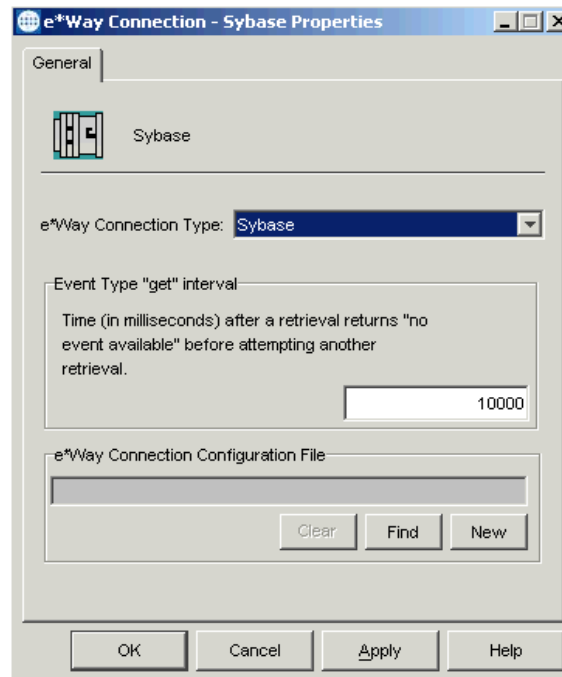 e*Way Connection - Sybase Properties
General
Sybase
e*Way Connection Type: Sybase
Event Type "get" interval
Time (in milliseconds) after a retrieval returns "no
event available" before attempting another
retrieval.
10000
e*Way Connection Configuration File
Clear Find New
OK Cancel Apply Help